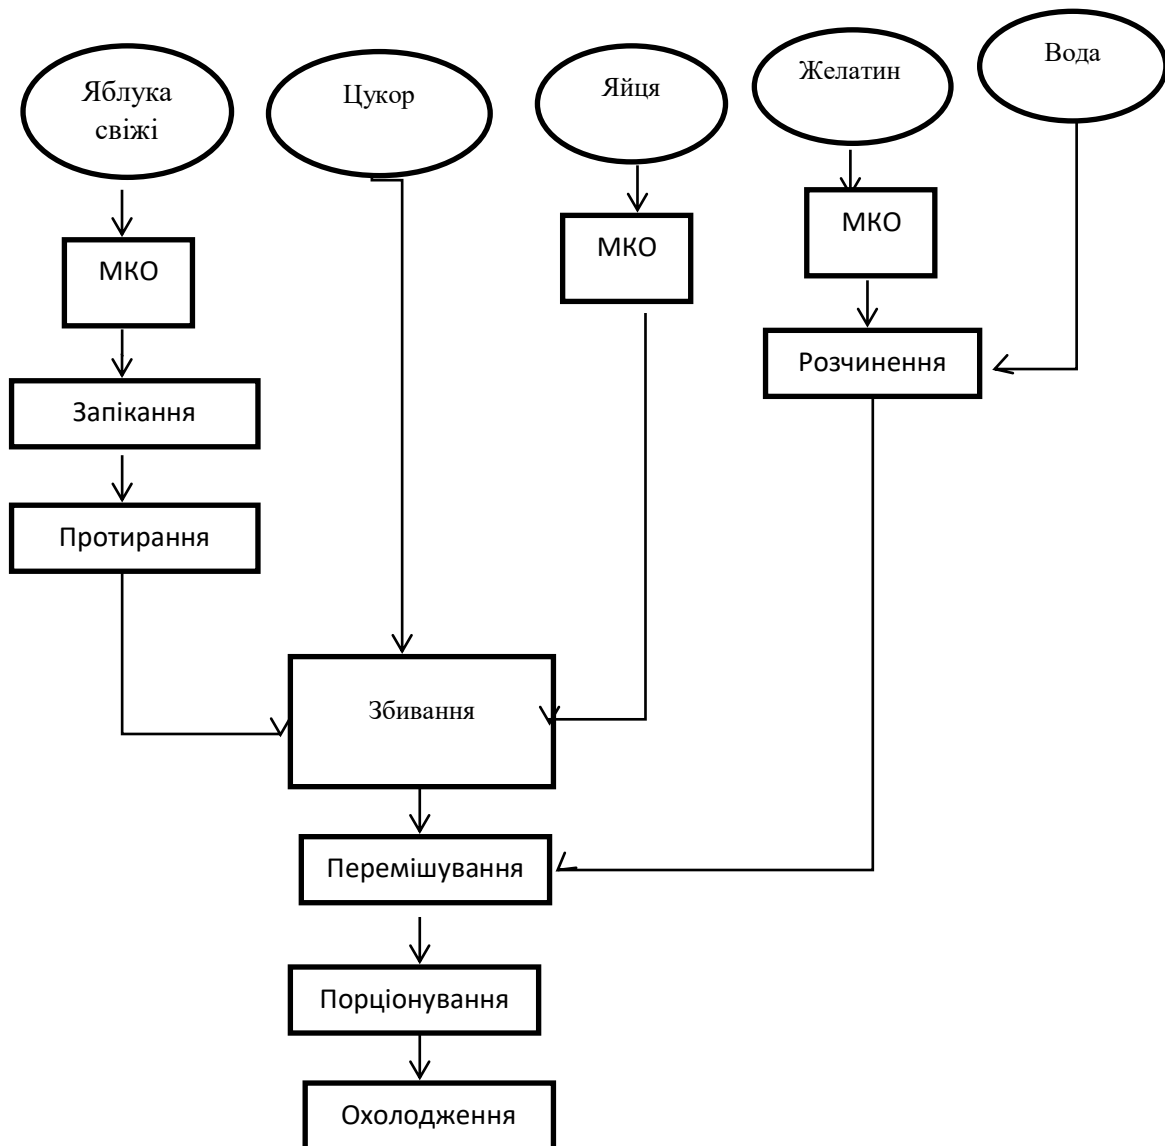 Яблука
свіжі
Цукор
Яйця
Желатин
Вода
МКО
МКО
МКО
Розчинення
Запікання
Протирання
Збивання
Перемішування
Порціонування
Охолодження